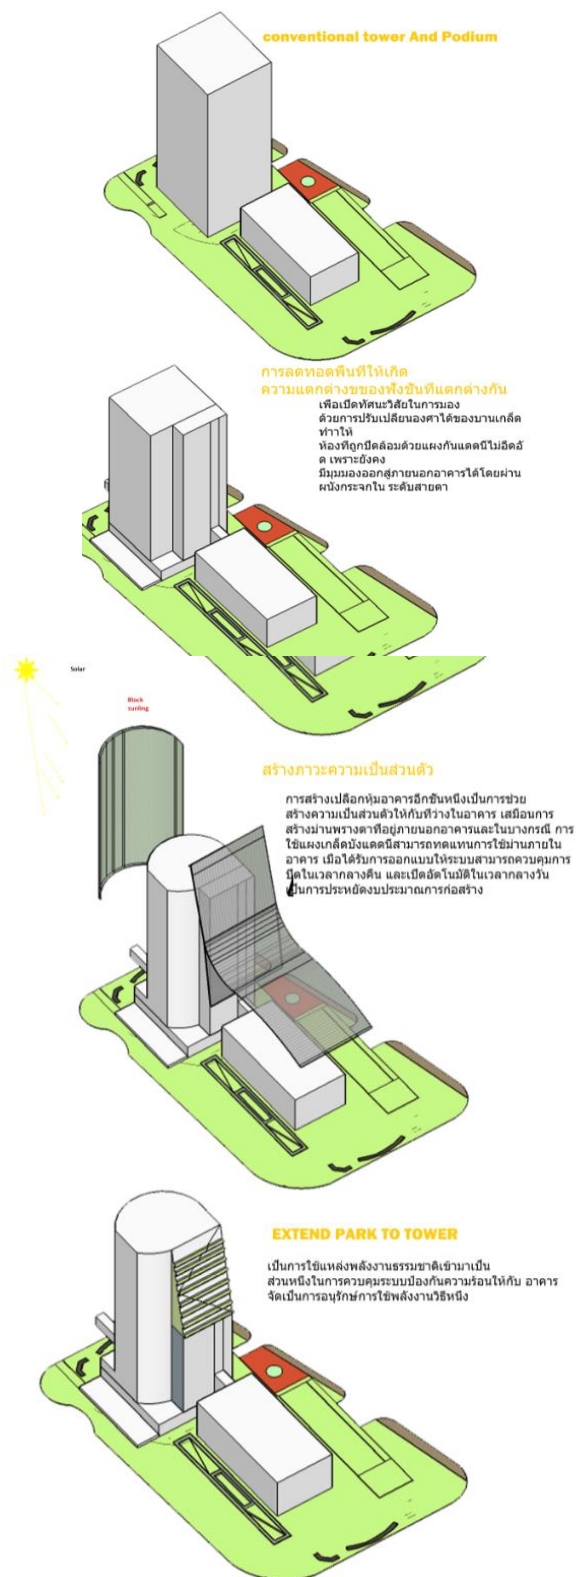 conventional tower And Podium
การลดทอดพื้นที่ให้เกิด
ความแตกต่างขของฟังชันที่แตกต่างกัน
เพื่อเปิดทัศนะวิสัยในการมอง
ด้วยการปรับเปลี่ยนองศาได้ของบานเกล็ด
ทำาให้
ห้องที่ถูกปิดล้อมด้วยแผงกันแดดนี้ไม่อึดอั
ด เพราะยังคง
มีมุมมองออกสู่ภายนอกอาคารได้โดยผ่าน
ผนังกระจกใน ระดับสายตา
Solar
Block
sunling
สร้างภาวะความเป็นส่วนตัว
การสร้างเปลือกหุ้มอาคารอีกชั้นหนึ่งเป็นการช่วย
สร้างความเป็นส่วนตัวให้กับที่ว่างในอาคาร เสมือนการ
สร้างม่านพรางตาที่อยู่ภายนอกอาคารและในบางกรณี การ
ใช้แผงเกล็ดบังแดดนี้สามารถทดแทนการใช้ม่านภายใน
อาคาร เมื่อได้รับการออกแบบให้ระบบสามารถควบคุมการ
ปิดในเวลากลางคืน และเปิดอัตโนมัติในเวลากลางวัน
เป็นการประหยัดงบประมาณการก่อสร้าง
EXTEND PARK TO TOWER
เป็นการใช้แหล่งพลังงานธรรมชาติเข้ามาเป็น
ส่วนหนึ่งในการควบคุมระบบป้องกันความร้อนให้กับ อาคาร
จัดเป็นการอนุรักษ์การใช้พลังงานวิธีหนึ่ง